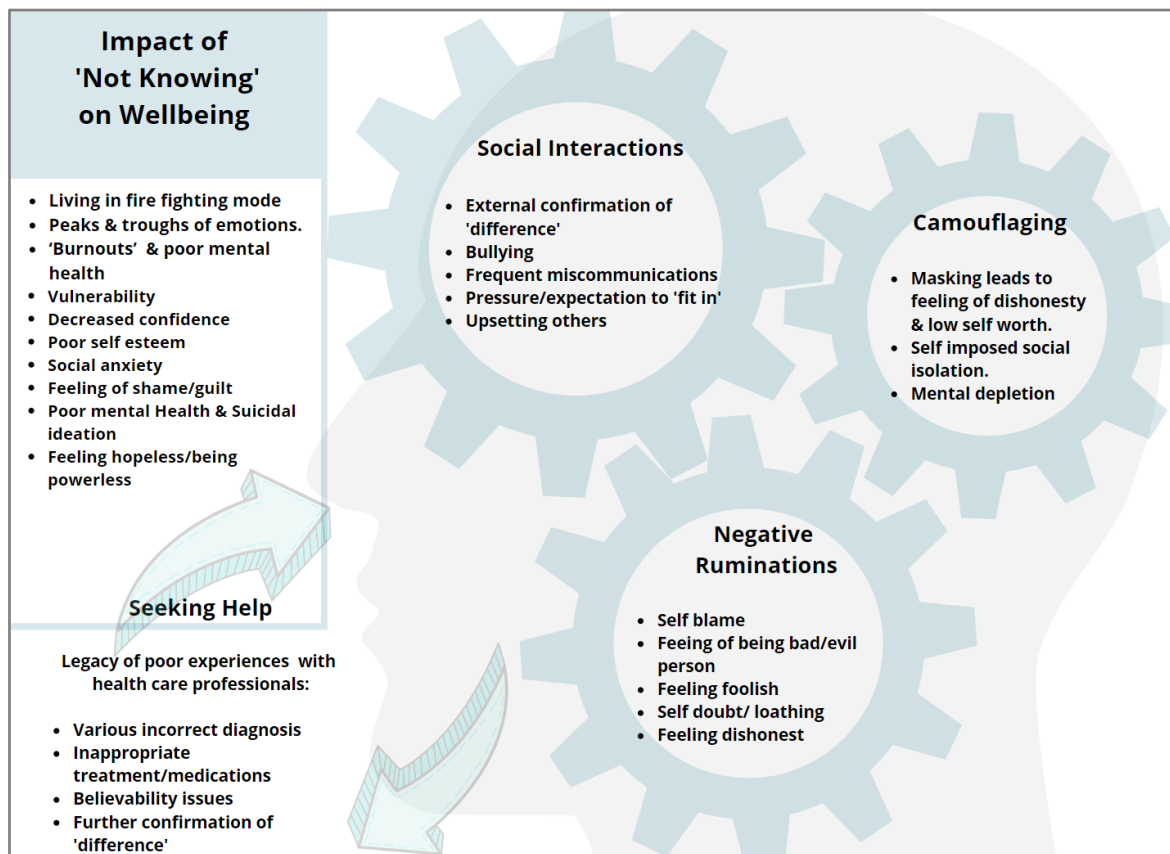 Impact of
'Not Knowing'
on Wellbeing
• Living in fire fighting mode
• Peaks & troughs of emotions.
• ‘Burnouts’ & poor mental
health
• Vulnerability
• Decreased confidence
• Poor self esteem
• Social anxiety
• Feeling of shame/guilt
• Poor mental Health & Suicidal
ideation
• Feeling hopeless/being
powerless
Social Interactions
• External confirmation of
'difference'
• Bullying
• Frequent miscommunications
• Pressure/expectation to 'fit in'
• Upsetting others
Camouflaging
• Masking leads to
feeling of dishonesty
& low self worth.
• Self imposed social
isolation.
• Mental depletion
Negative
Ruminations
• Self blame
• Feeing of being bad/evil
person
• Feeling foolish
• Self doubt/ loathing
• Feeling dishonest
Seeking Help
Legacy of poor experiences with
health care professionals:
• Various incorrect diagnosis
• Inappropriate
treatment/medications
• Believability issues
• Further confirmation of
'difference'